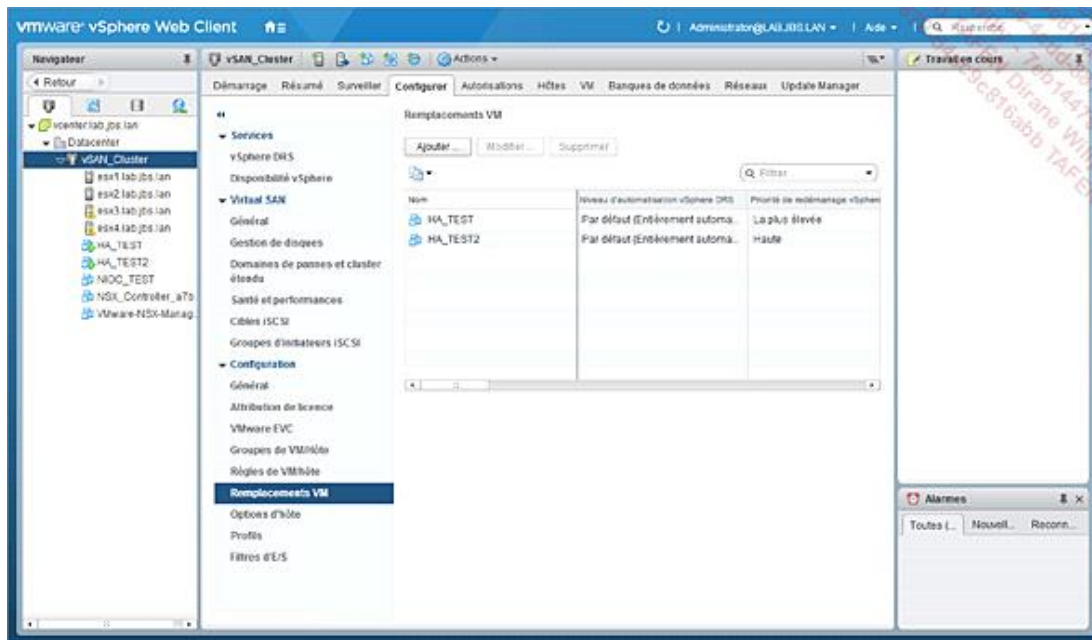 vmware® vSphere Web Client
Administrator@LAB.JBS.LAN
Aide
Navigateur
Retour
vcenter.lab.jbs.lan
Datacenter
vSAN_Cluster
esx1.lab.jbs.lan
esx2.lab.jbs.lan
esx3.lab.jbs.lan
esx4.lab.jbs.lan
HA_TEST
HA_TEST2
NIOC_TEST
NSX_Controller_a7b
VMware-NSX-Manag...
vSAN_Cluster
Actions
Démarrage Résumé Surveiller Configurer Autorisations Hôtes VM Banques de données Réseaux Update Manager
Services
vSphere DRS
Disponibilité vSphere
Virtual SAN
Général
Gestion de disques
Domaines de pannes et cluster
étendu
Santé et performances
Cibles iSCSI
Groupes d'initiateurs iSCSI
Configuration
Général
Attribution de licence
VMware EVC
Groupes de VM/hôte
Règles de VM/hôte
Remplacements VM
Options d'hôte
Profils
Filtres d'E/S
Remplacements VM
Ajouter... Modifier... Supprimer
Filtrer
Nom Niveau d'automatisation vSphere DRS Priorité de redémarrage vSpher
HA_TEST Par défaut (Entièrement automa... La plus élevée
HA_TEST2 Par défaut (Entièrement automa... Haute
Travail en cours
Alarmes
Toutes (... Nouvell... Reconn...